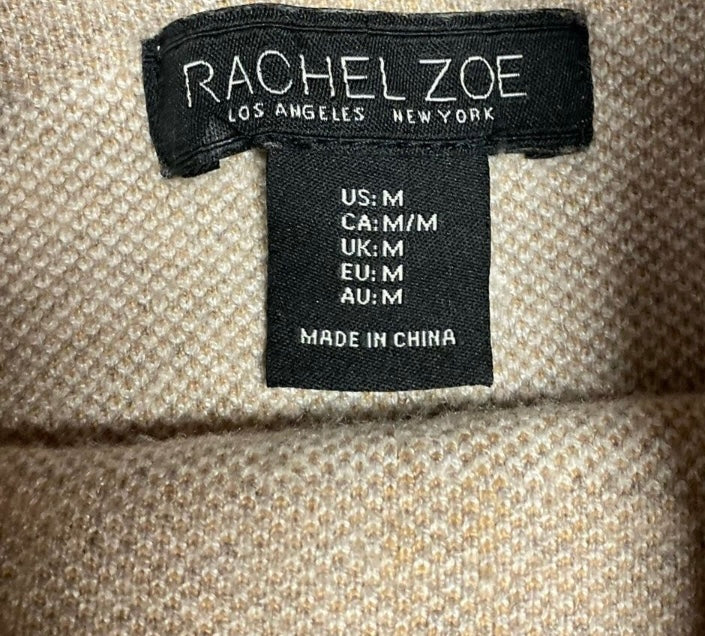 RACHEL ZOE
LOS ANGELES NEW YORK
US: M
CA: M/M
UK: M
EU: M
AU: M
MADE IN CHINA